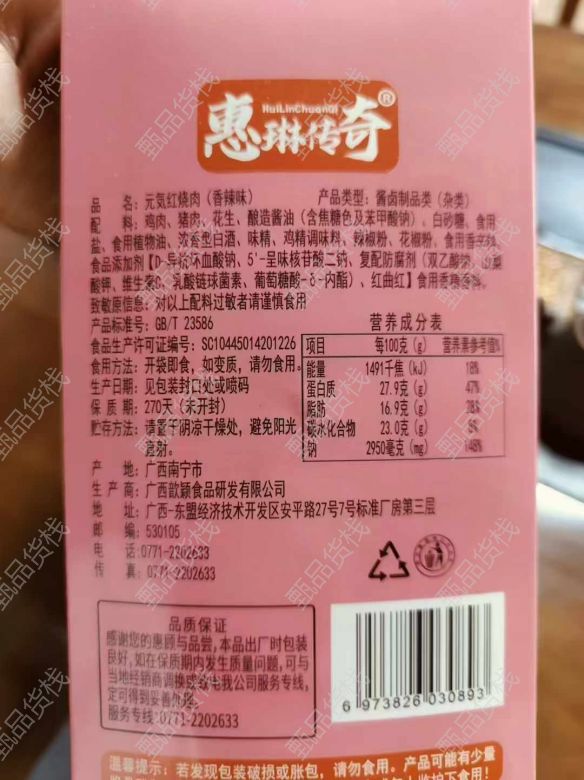 HuiLinChuanQi
惠琳传奇®
品 名：元気红烧肉（香辣味） 产品类型：酱卤制品类（杂类）
配 料：鸡肉、猪肉、花生、酿造酱油（含焦糖色及苯甲酸钠）、白砂糖、食用
盐、食用植物油、浓香型白酒、味精、鸡精调味料、辣椒粉、花椒粉、食用香辛料、
食品添加剂【D-异抗坏血酸钠、5'-呈味核苷酸二钠、复配防腐剂（双乙酸钠、山梨
酸钾、维生素C、乳酸链球菌素、葡萄糖酸-δ-内酯）、红曲红】食用香精香料。
致敏原信息：对以上配料过敏者请谨慎食用
产品标准号：GB/T 23586
食品生产许可证编号：SC10445014201226
食用方法：开袋即食，如变质，请勿食用。
生产日期：见包装封口处或喷码
保 质 期：270天（未开封）
贮存方法：请置于阴凉干燥处，避免阳光
直射。
营养成分表
项目 每100克(g) 营养素参考值%
能量 1491千焦(kJ) 18%
蛋白质 27.9克(g) 47%
脂肪 16.9克(g) 28%
碳水化合物 23.0克(g) 8%
钠 2950毫克(mg) 148%
产 地：广西南宁市
生 产 商：广西歆颖食品研发有限公司
地 址：广西-东盟经济技术开发区安平路27号7号标准厂房第三层
邮 编：530105
电 话：0771-2202633
传 真：0771-2202633
品质保证
感谢您的惠顾与品尝，本品出厂时包装
良好，如在保质期内发生质量问题，可与
当地经销商调换或致电我公司服务专线，
定可得到妥善处理。
服务专线：0771-2202633
6 973826 030893
温馨提示：若发现包装破损或胀包，请勿食用。产品可能有少量
甄品货栈